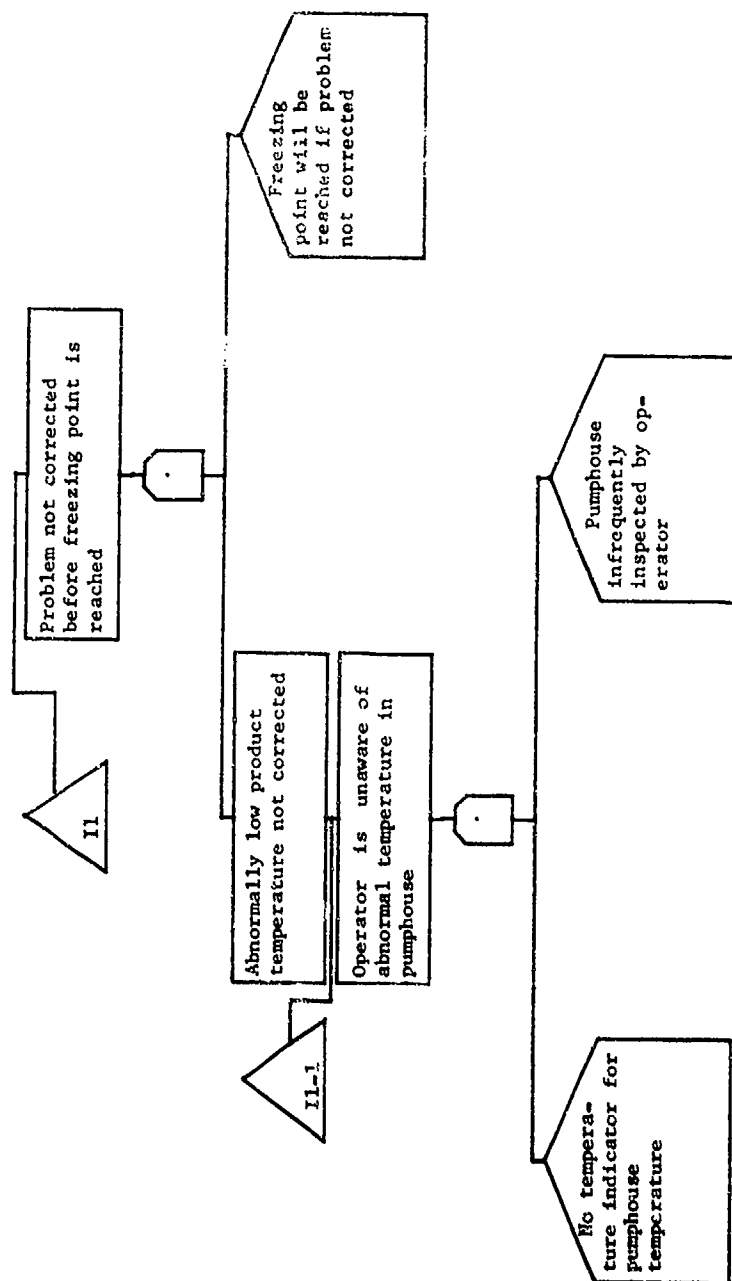 I1
Problem not corrected
before freezing point is
reached
Freezing
point will be
reached if problem
not corrected
Abnormally low product
temperature not corrected
I1-1
Operator is unaware of
abnormal temperature in
pumphouse
No tempera-
ture indicator for
pumphouse
temperature
Pumphouse
infrequently
inspected by op-
erator